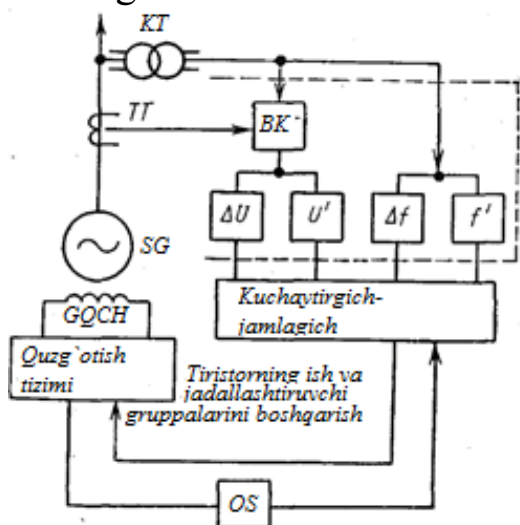 KT
TT
BK
ΔU
U'
Δf
f'
SG
GQCH
Kuchaytirgich-
jamlagich
Quzg`otish
tizimi
Tiristorning ish va
jadallashtiruvchi
gruppalarini boshqarish
OS